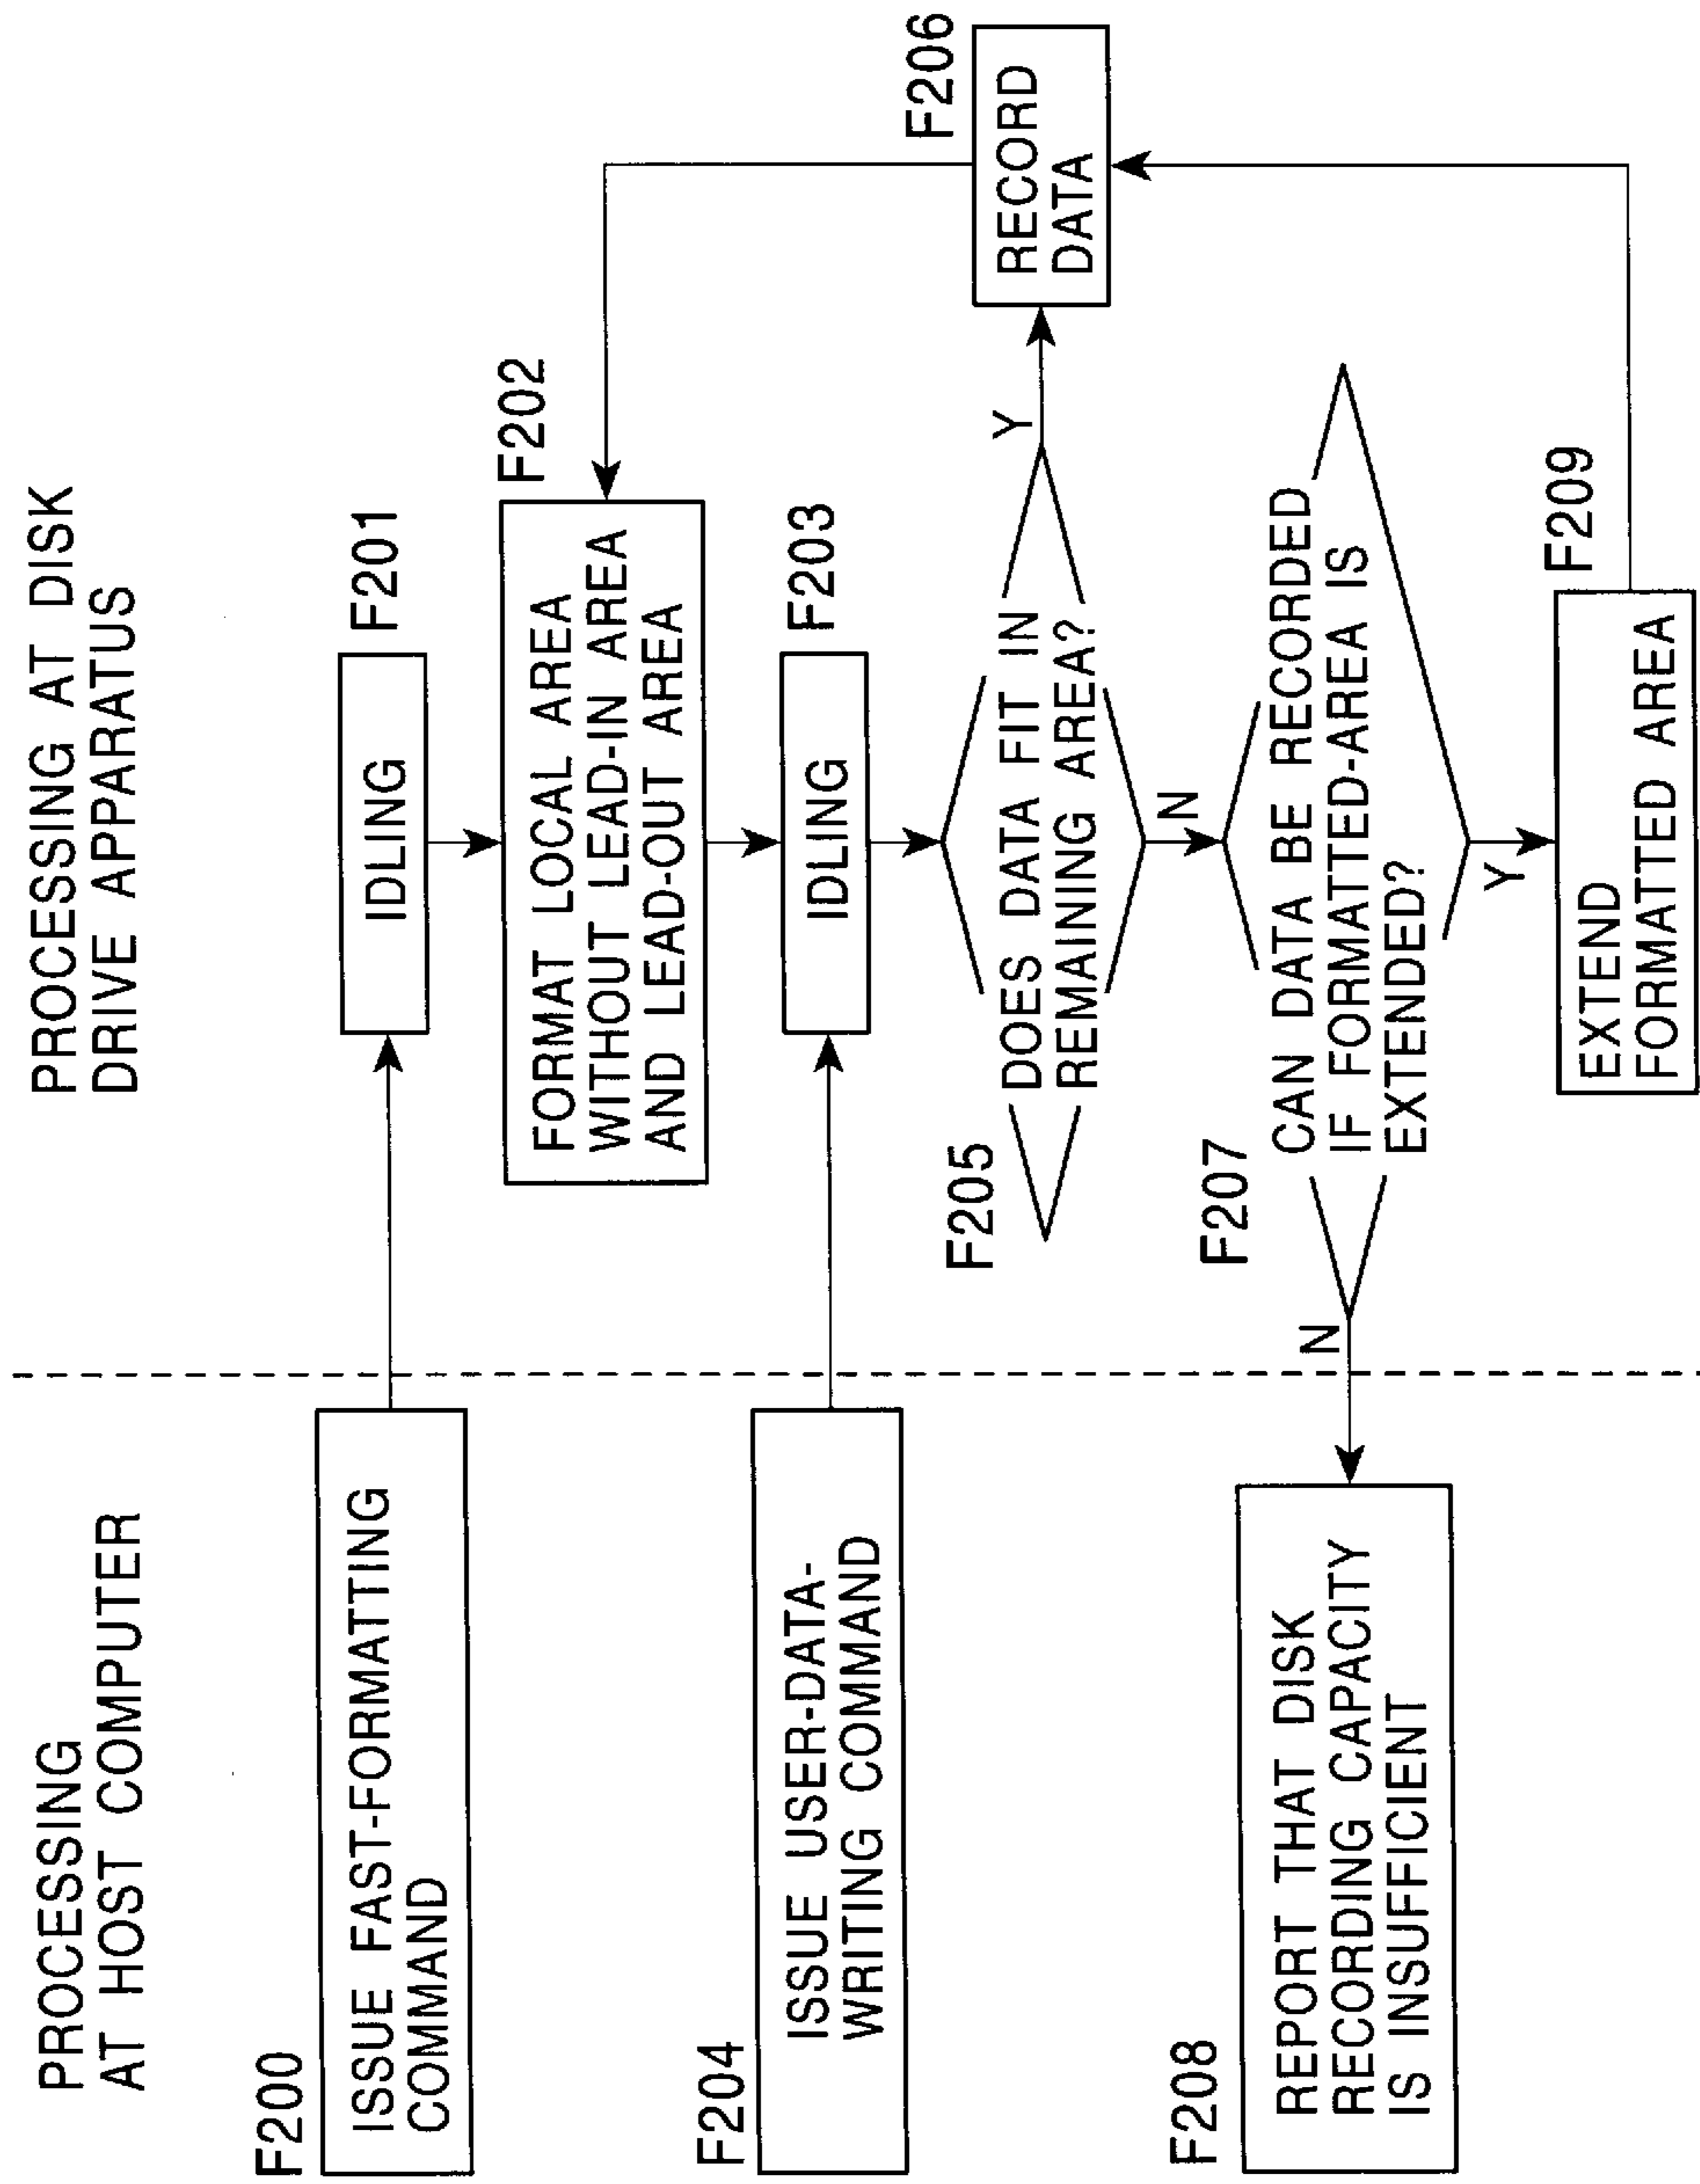 PROCESSING
AT HOST COMPUTER
PROCESSING AT DISK
DRIVE APPARATUS
F200
ISSUE FAST-FORMATTING
COMMAND
F201
IDLING
F202
FORMAT LOCAL AREA
WITHOUT LEAD-IN AREA
AND LEAD-OUT AREA
F204
ISSUE USER-DATA-
WRITING COMMAND
F203
IDLING
F205
DOES DATA FIT IN
REMAINING AREA?
Y
N
F206
RECORD
DATA
F207
CAN DATA BE RECORDED
IF FORMATTED-AREA IS
EXTENDED?
N
Y
F208
REPORT THAT DISK
RECORDING CAPACITY
IS INSUFFICIENT
F209
EXTEND
FORMATTED AREA